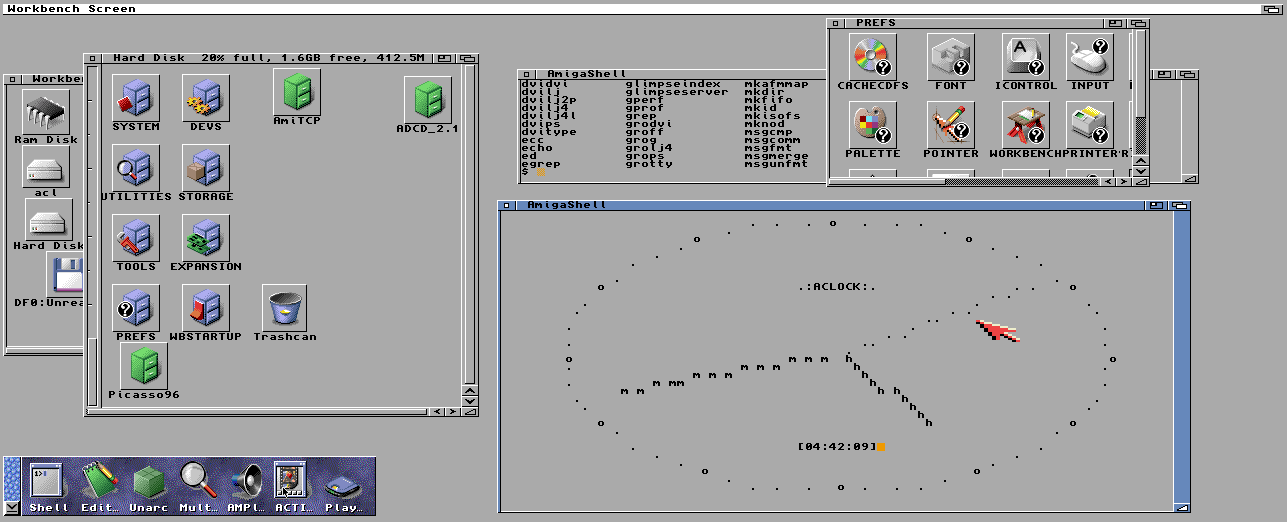 Workbench Screen
PREFS
CACHECDFS FONT ICONTROL INPUT
PALETTE POINTER WORKBENCH PRINTER
Hard Disk 20% full, 1.6GB free, 412.5M
SYSTEM DEVS AmiTCP ADCD_2.1
UTILITIES STORAGE
TOOLS EXPANSION
PREFS WBSTARTUP Trashcan
Picasso96
Workben
Ram Disk
acl
Hard Disk
DF0:Unrea
AmigaShell
dvidvi glimpseindex mkafmmap
dvilj glimpseserver mkdir
dvilj2p gperf mkfifo
dvilj4 gprof mkid
dvilj4l grep mkisofs
dvips grodvi mknod
dvitype groff msgcmp
ecc grog msgcomm
echo grolj4 msgfmt
ed grops msgmerge
egrep grotty msgunfmt
$
AmigaShell
.:ACLOCK:.
[04:42:09]
Shell Edit… Unarc Mult… AMPl… ACTI… Play…